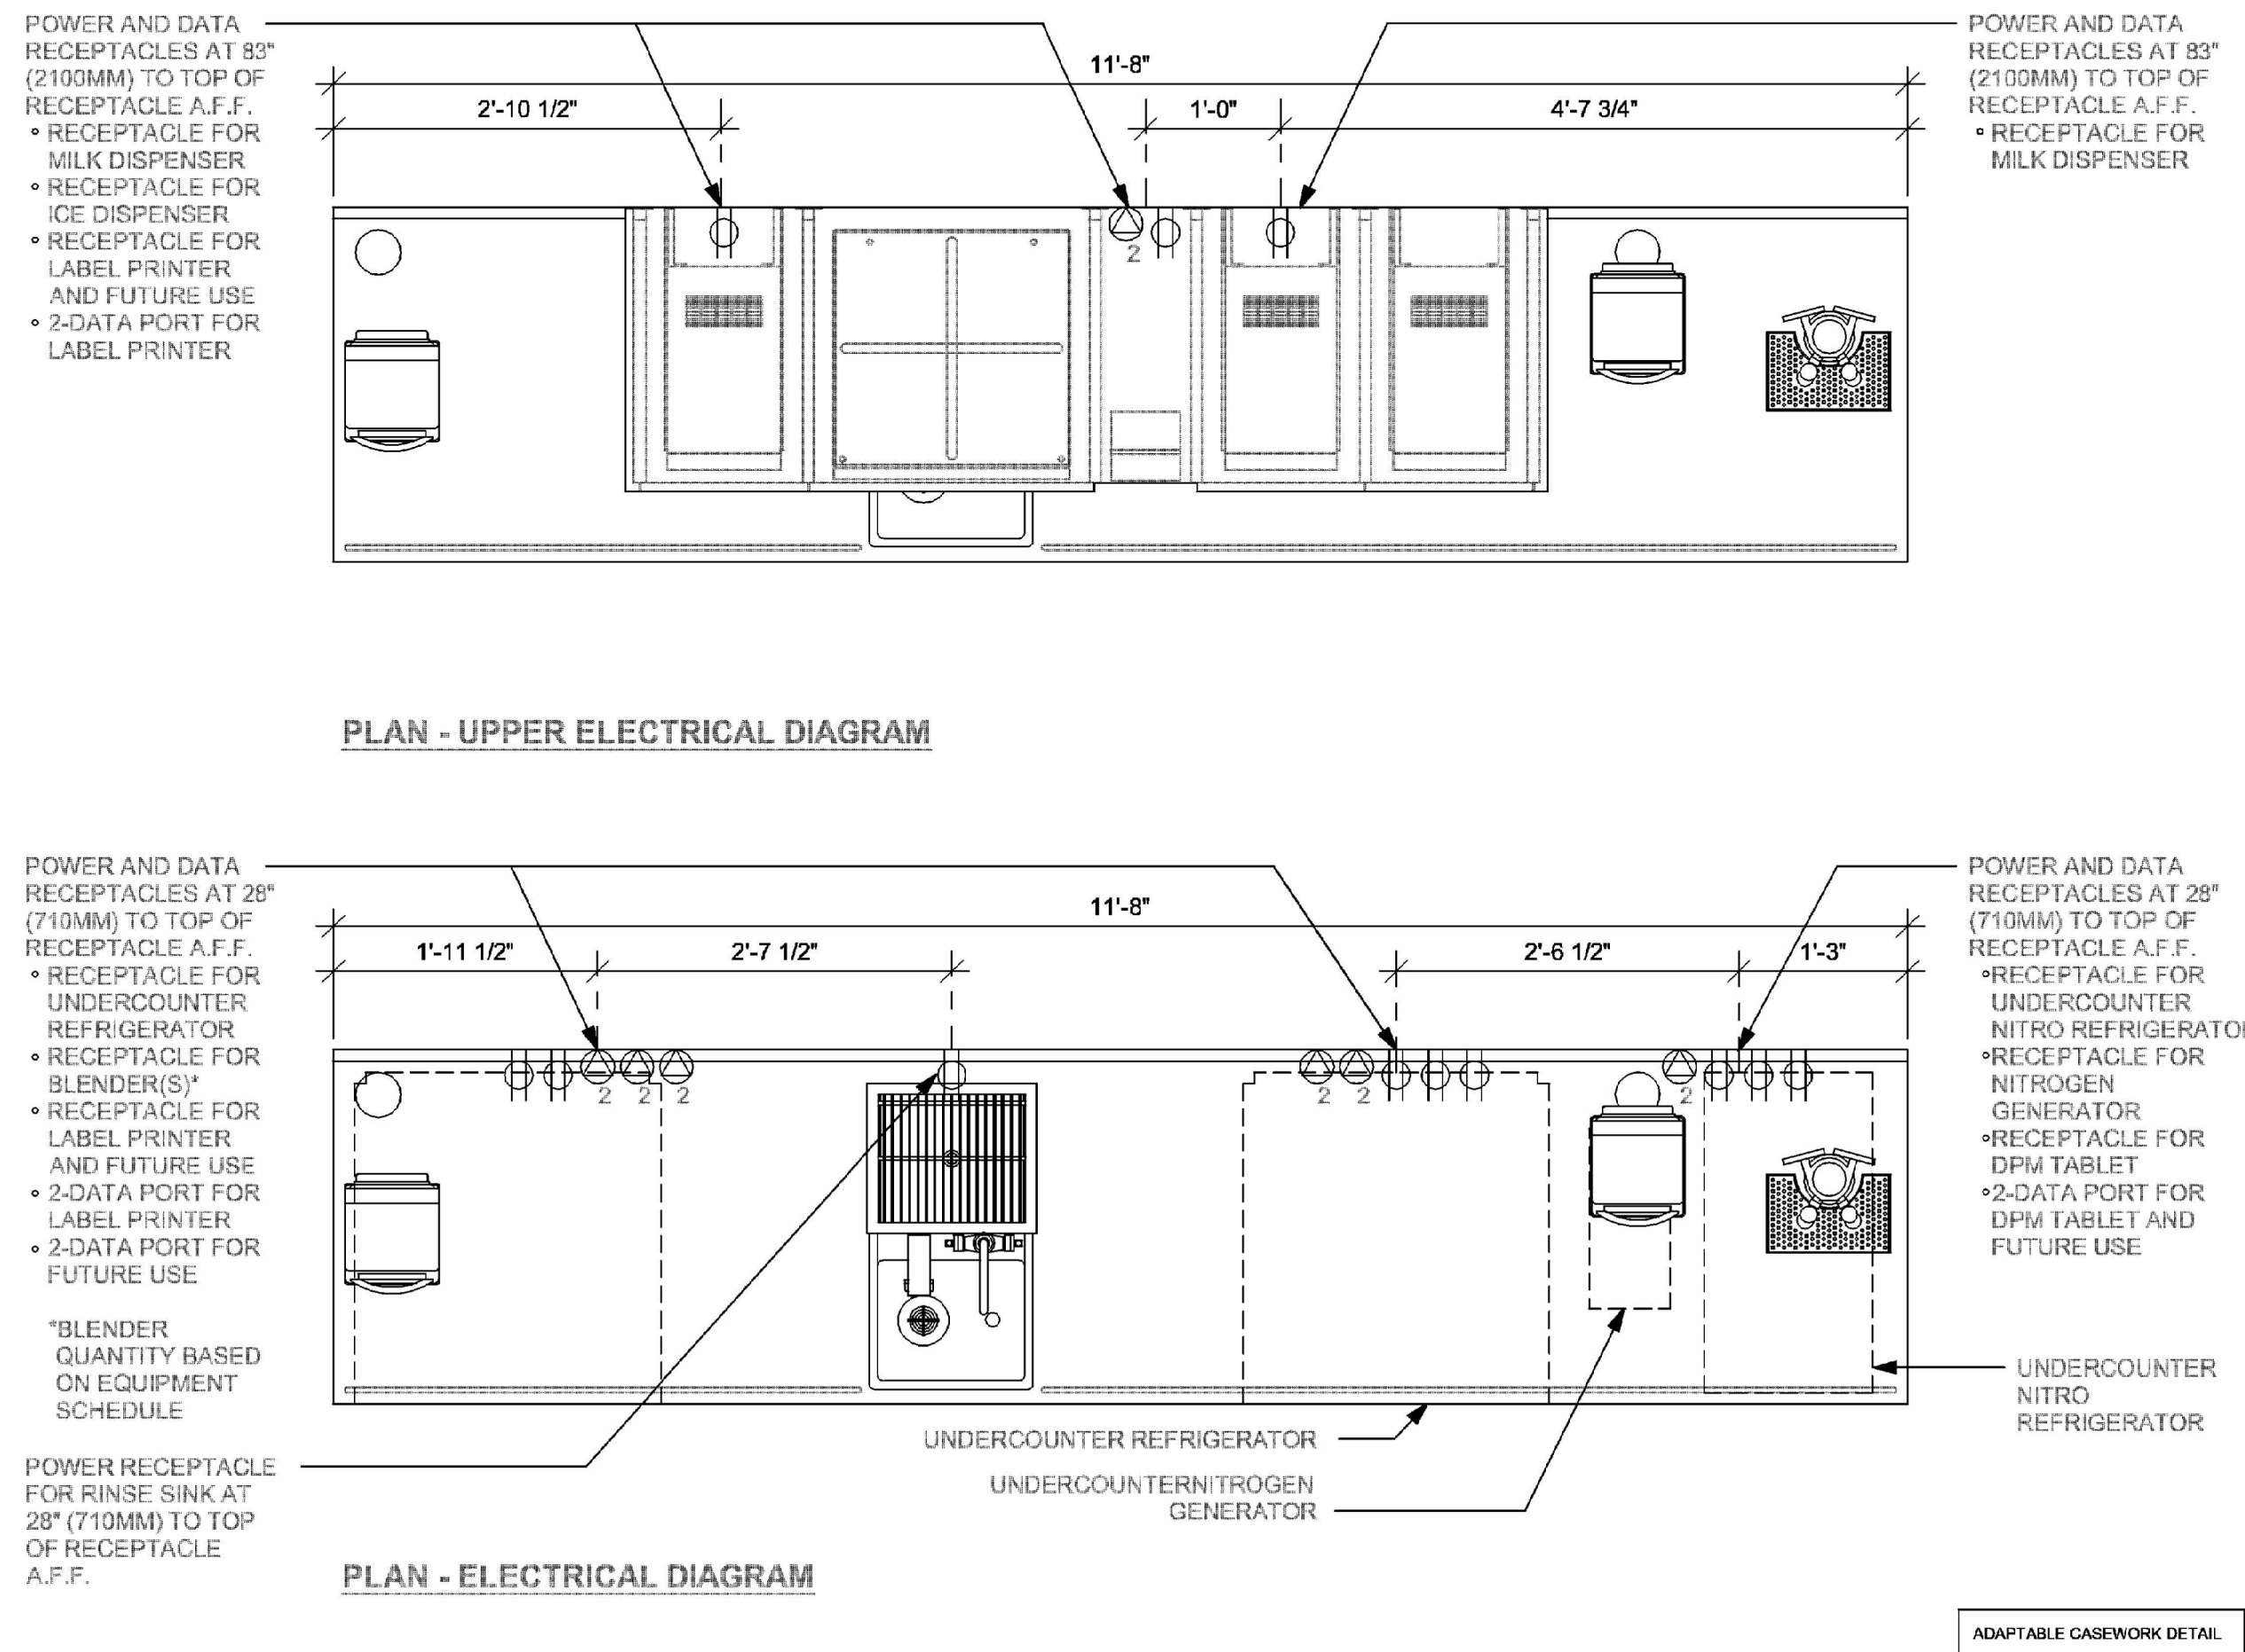 POWER AND DATA
RECEPTACLES AT 83"
(2100MM) TO TOP OF
RECEPTACLE A.F.F.
° RECEPTACLE FOR
MILK DISPENSER
° RECEPTACLE FOR
ICE DISPENSER
° RECEPTACLE FOR
LABEL PRINTER
AND FUTURE USE
° 2-DATA PORT FOR
LABEL PRINTER
11'-8"
2'-10 1/2"
1'-0"
4'-7 3/4"
2
POWER AND DATA
RECEPTACLES AT 83"
(2100MM) TO TOP OF
RECEPTACLE A.F.F.
° RECEPTACLE FOR
MILK DISPENSER
PLAN - UPPER ELECTRICAL DIAGRAM
POWER AND DATA
RECEPTACLES AT 28"
(710MM) TO TOP OF
RECEPTACLE A.F.F.
° RECEPTACLE FOR
UNDERCOUNTER
REFRIGERATOR
° RECEPTACLE FOR
BLENDER(S)*
° RECEPTACLE FOR
LABEL PRINTER
AND FUTURE USE
° 2-DATA PORT FOR
LABEL PRINTER
° 2-DATA PORT FOR
FUTURE USE
*BLENDER
QUANTITY BASED
ON EQUIPMENT
SCHEDULE
POWER RECEPTACLE
FOR RINSE SINK AT
28" (710MM) TO TOP
OF RECEPTACLE
A.F.F.
11'-8"
1'-11 1/2"
2'-7 1/2"
2'-6 1/2"
1'-3"
2 2 2
2 2
2
POWER AND DATA
RECEPTACLES AT 28"
(710MM) TO TOP OF
RECEPTACLE A.F.F.
°RECEPTACLE FOR
UNDERCOUNTER
NITRO REFRIGERATOR
°RECEPTACLE FOR
NITROGEN
GENERATOR
°RECEPTACLE FOR
DPM TABLET
°2-DATA PORT FOR
DPM TABLET AND
FUTURE USE
UNDERCOUNTER
NITRO
REFRIGERATOR
UNDERCOUNTER REFRIGERATOR
UNDERCOUNTERNITROGEN
GENERATOR
PLAN - ELECTRICAL DIAGRAM
ADAPTABLE CASEWORK DETAIL